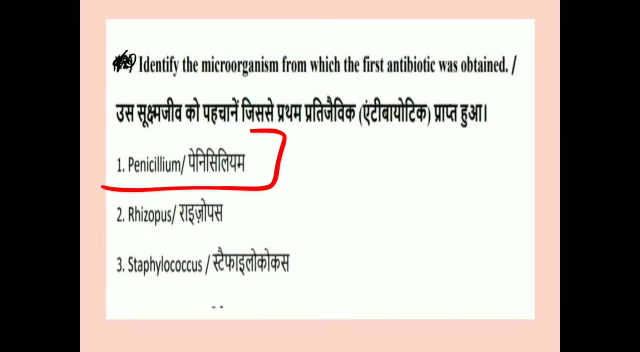 Identify the microorganism from which the first antibiotic was obtained. /
उस सूक्ष्मजीव को पहचानें जिससे प्रथम प्रतिजैविक (एंटीबायोटिक) प्राप्त हुआ।
1. Penicillium/ पेनिसिलियम
2. Rhizopus/ राइज़ोपस
3. Staphylococcus / स्टैफाइलोकोकस